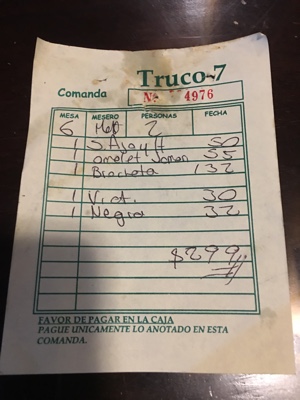 Truco-7
Comanda Nº 4976
MESA MESERO PERSONAS FECHA
6 2
1 50
1 omelet Jamon 55
1 Brocheta 132
1 Vict. 30
1 Negra 32
$299
FAVOR DE PAGAR EN LA CAJA
PAGUE UNICAMENTE LO ANOTADO EN ESTA
COMANDA.